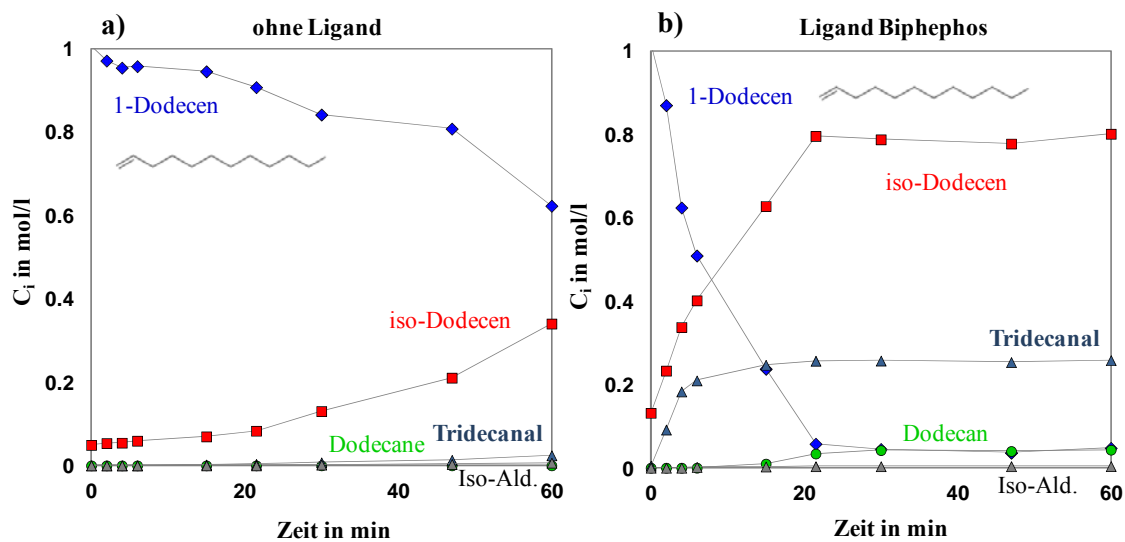 a)
ohne Ligand
1
0.8
0.6
0.4
0.2
0
0
20
40
60
C_i in mol/l
Zeit in min
1-Dodecen
iso-Dodecen
Dodecane
Tridecanal
Iso-Ald.
b)
Ligand Biphephos
1
0.8
0.6
0.4
0.2
0
0
20
40
60
C_i in mol/l
Zeit in min
1-Dodecen
iso-Dodecen
Tridecanal
Dodecan
Iso-Ald.